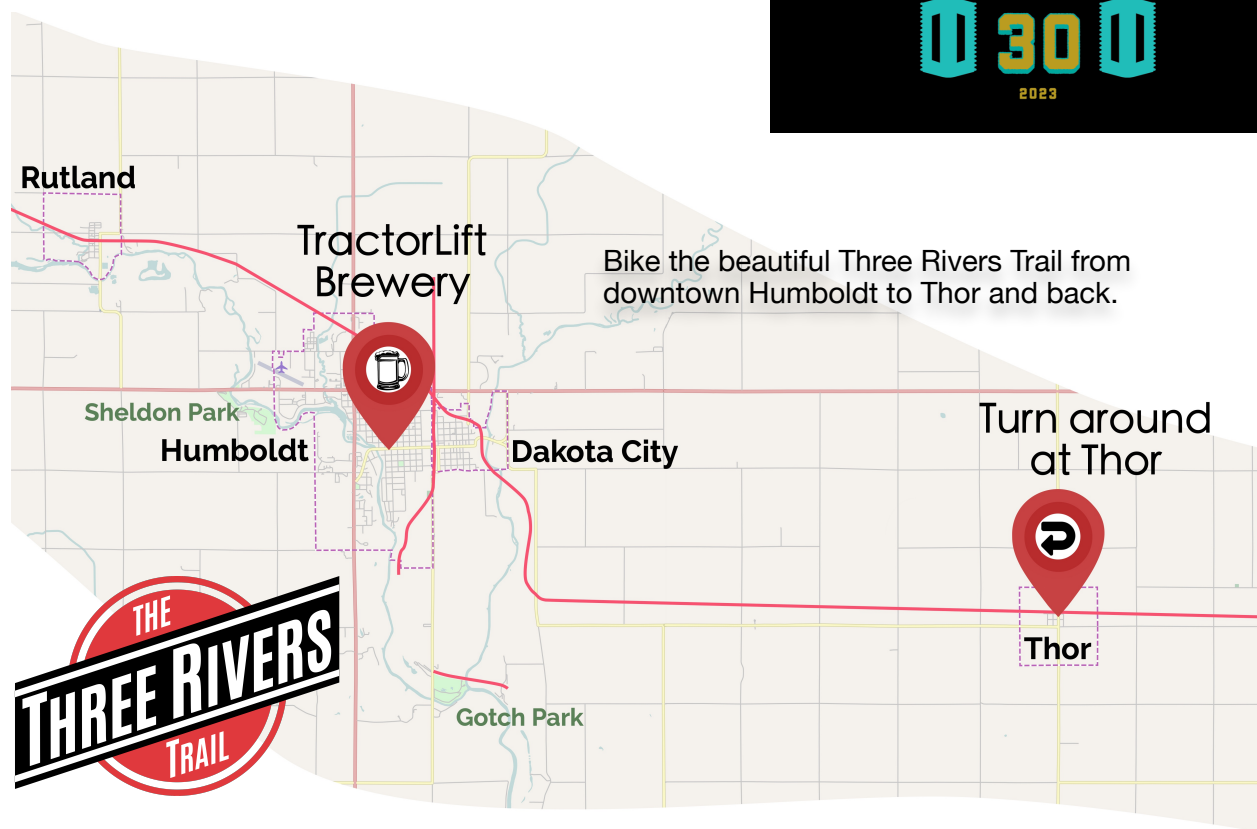 30
2023
Rutland
TractorLift
Brewery
Bike the beautiful Three Rivers Trail from
downtown Humboldt to Thor and back.
Sheldon Park
Humboldt
Dakota City
Turn around
at Thor
THE
THREE RIVERS
TRAIL
Thor
Gotch Park